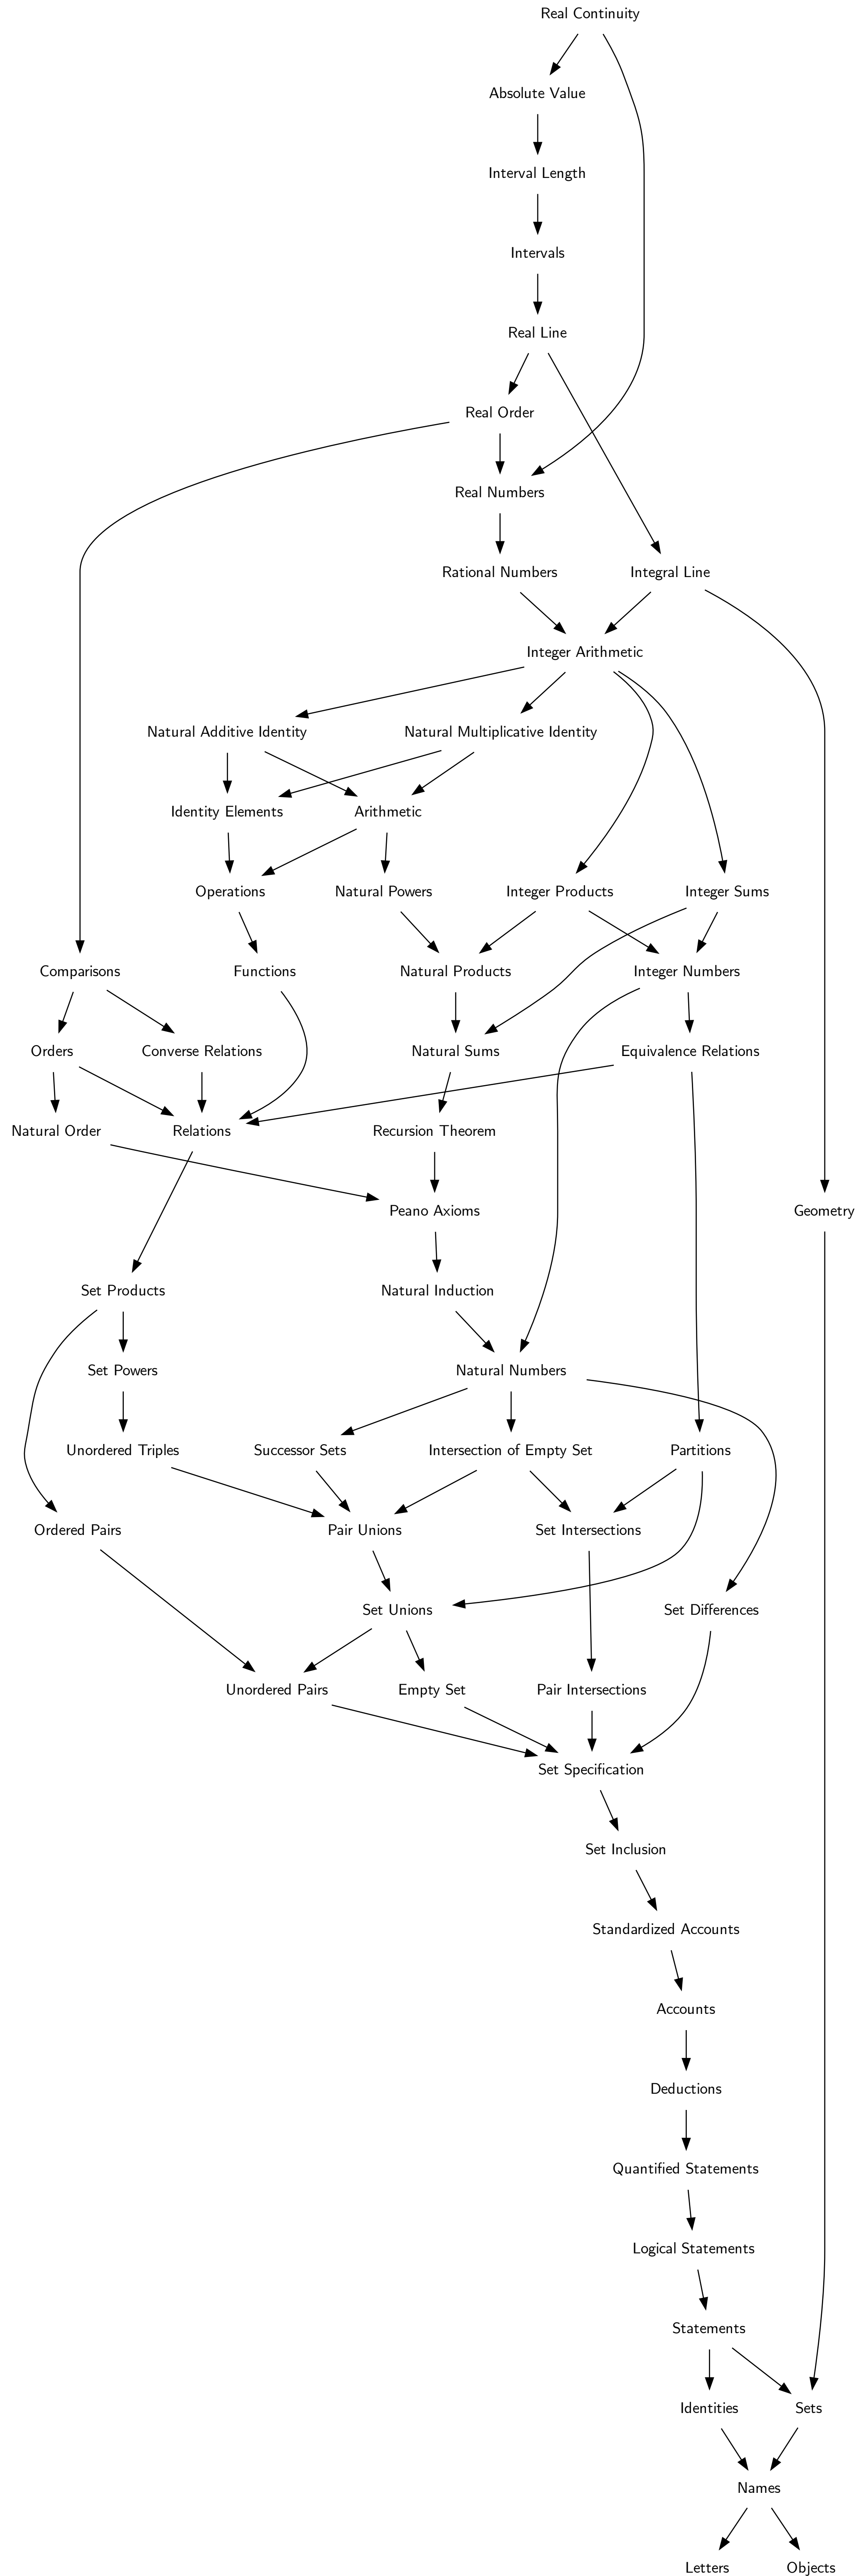 Real Continuity
Absolute Value
Interval Length
Intervals
Real Line
Real Order
Real Numbers
Rational Numbers
Integral Line
Integer Arithmetic
Natural Additive Identity
Natural Multiplicative Identity
Identity Elements
Arithmetic
Operations
Natural Powers
Integer Products
Integer Sums
Comparisons
Functions
Natural Products
Integer Numbers
Orders
Converse Relations
Natural Sums
Equivalence Relations
Natural Order
Relations
Recursion Theorem
Peano Axioms
Geometry
Set Products
Natural Induction
Set Powers
Natural Numbers
Unordered Triples
Successor Sets
Intersection of Empty Set
Partitions
Ordered Pairs
Pair Unions
Set Intersections
Set Unions
Set Differences
Unordered Pairs
Empty Set
Pair Intersections
Set Specification
Set Inclusion
Standardized Accounts
Accounts
Deductions
Quantified Statements
Logical Statements
Statements
Identities
Sets
Names
Letters
Objects